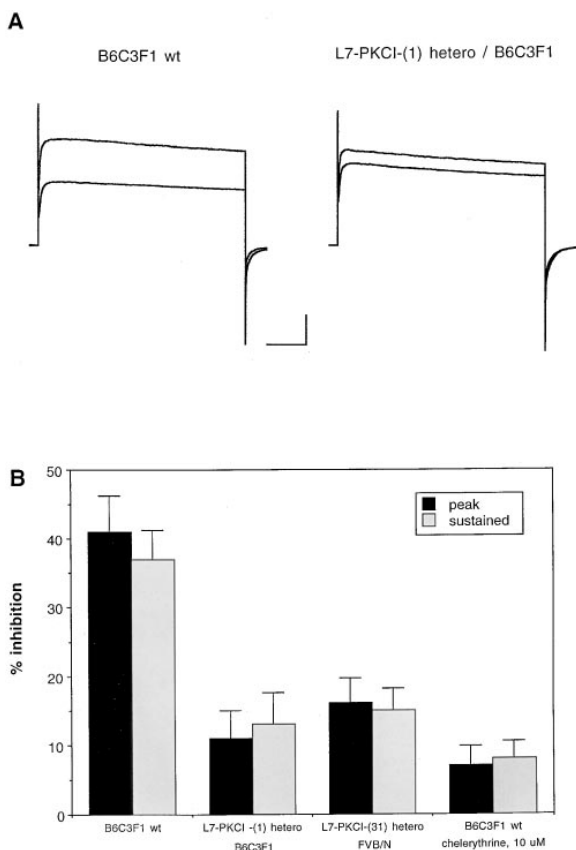 A
B6C3F1 wt
L7-PKCI-(1) hetero / B6C3F1
B
50
40
30
20
10
0
% inhibition
peak
sustained
B6C3F1 wt
L7-PKCI -(1) hetero
B6C3F1
L7-PKCI-(31) hetero
FVB/N
B6C3F1 wt
chelerythrine, 10 uM